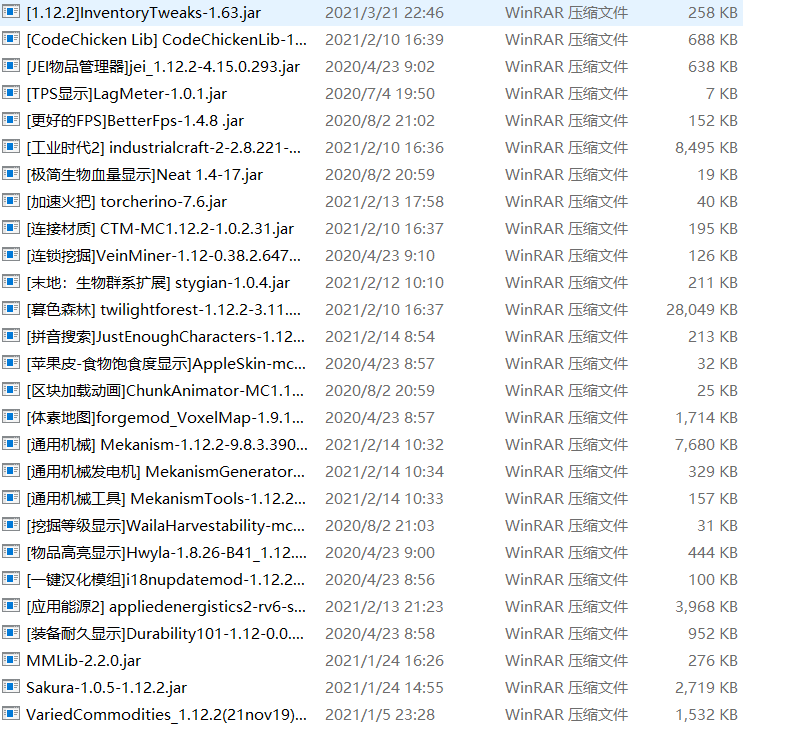 [1.12.2]InventoryTweaks-1.63.jar 2021/3/21 22:46 WinRAR 压缩文件 258 KB
[CodeChicken Lib] CodeChickenLib-1... 2021/2/10 16:39 WinRAR 压缩文件 688 KB
[JEI物品管理器]jei_1.12.2-4.15.0.293.jar 2020/4/23 9:02 WinRAR 压缩文件 638 KB
[TPS显示]LagMeter-1.0.1.jar 2020/7/4 19:50 WinRAR 压缩文件 7 KB
[更好的FPS]BetterFps-1.4.8 .jar 2020/8/2 21:02 WinRAR 压缩文件 152 KB
[工业时代2] industrialcraft-2-2.8.221-... 2021/2/10 16:36 WinRAR 压缩文件 8,495 KB
[极简生物血量显示]Neat 1.4-17.jar 2020/8/2 20:59 WinRAR 压缩文件 19 KB
[加速火把] torcherino-7.6.jar 2021/2/13 17:58 WinRAR 压缩文件 40 KB
[连接材质] CTM-MC1.12.2-1.0.2.31.jar 2021/2/10 16:37 WinRAR 压缩文件 195 KB
[连锁挖掘]VeinMiner-1.12-0.38.2.647... 2020/4/23 9:10 WinRAR 压缩文件 126 KB
[末地：生物群系扩展] stygian-1.0.4.jar 2021/2/12 10:10 WinRAR 压缩文件 211 KB
[暮色森林] twilightforest-1.12.2-3.11.... 2021/2/10 16:37 WinRAR 压缩文件 28,049 KB
[拼音搜索]JustEnoughCharacters-1.12... 2021/2/14 8:54 WinRAR 压缩文件 213 KB
[苹果皮-食物饱食度显示]AppleSkin-mc... 2020/4/23 8:57 WinRAR 压缩文件 32 KB
[区块加载动画]ChunkAnimator-MC1.1... 2020/8/2 20:59 WinRAR 压缩文件 25 KB
[体素地图]forgemod_VoxelMap-1.9.1... 2020/4/23 8:57 WinRAR 压缩文件 1,714 KB
[通用机械] Mekanism-1.12.2-9.8.3.390... 2021/2/14 10:32 WinRAR 压缩文件 7,680 KB
[通用机械发电机] MekanismGenerator... 2021/2/14 10:34 WinRAR 压缩文件 329 KB
[通用机械工具] MekanismTools-1.12.2... 2021/2/14 10:33 WinRAR 压缩文件 157 KB
[挖掘等级显示]WailaHarvestability-mc... 2020/8/2 21:03 WinRAR 压缩文件 31 KB
[物品高亮显示]Hwyla-1.8.26-B41_1.12.... 2020/4/23 9:00 WinRAR 压缩文件 444 KB
[一键汉化模组]i18nupdatemod-1.12.2... 2020/4/23 8:56 WinRAR 压缩文件 100 KB
[应用能源2] appliedenergistics2-rv6-s... 2021/2/13 21:23 WinRAR 压缩文件 3,968 KB
[装备耐久显示]Durability101-1.12-0.0.... 2020/4/23 8:58 WinRAR 压缩文件 952 KB
MMLib-2.2.0.jar 2021/1/24 16:26 WinRAR 压缩文件 276 KB
Sakura-1.0.5-1.12.2.jar 2021/1/24 14:55 WinRAR 压缩文件 2,719 KB
VariedCommodities_1.12.2(21nov19)... 2021/1/5 23:28 WinRAR 压缩文件 1,532 KB